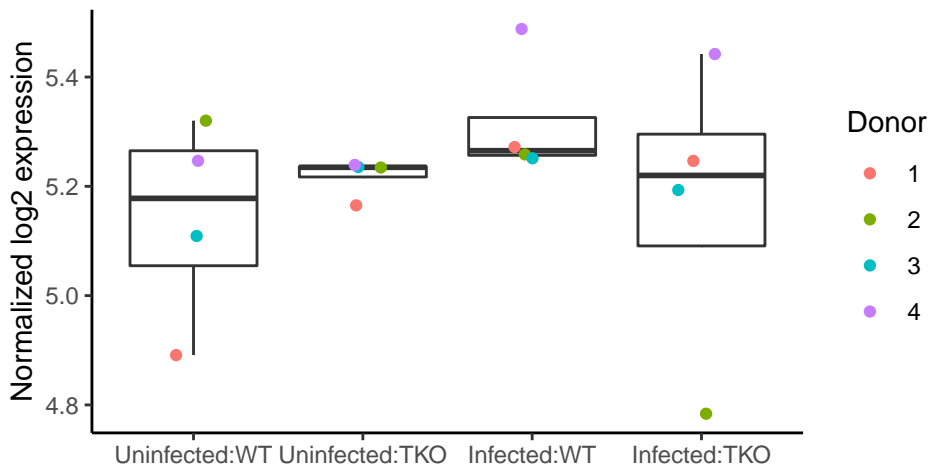 Normalized log2 expression
5.4
5.2
5.0
4.8
Uninfected:WT Uninfected:TKO Infected:WT Infected:TKO
Donor
1
2
3
4